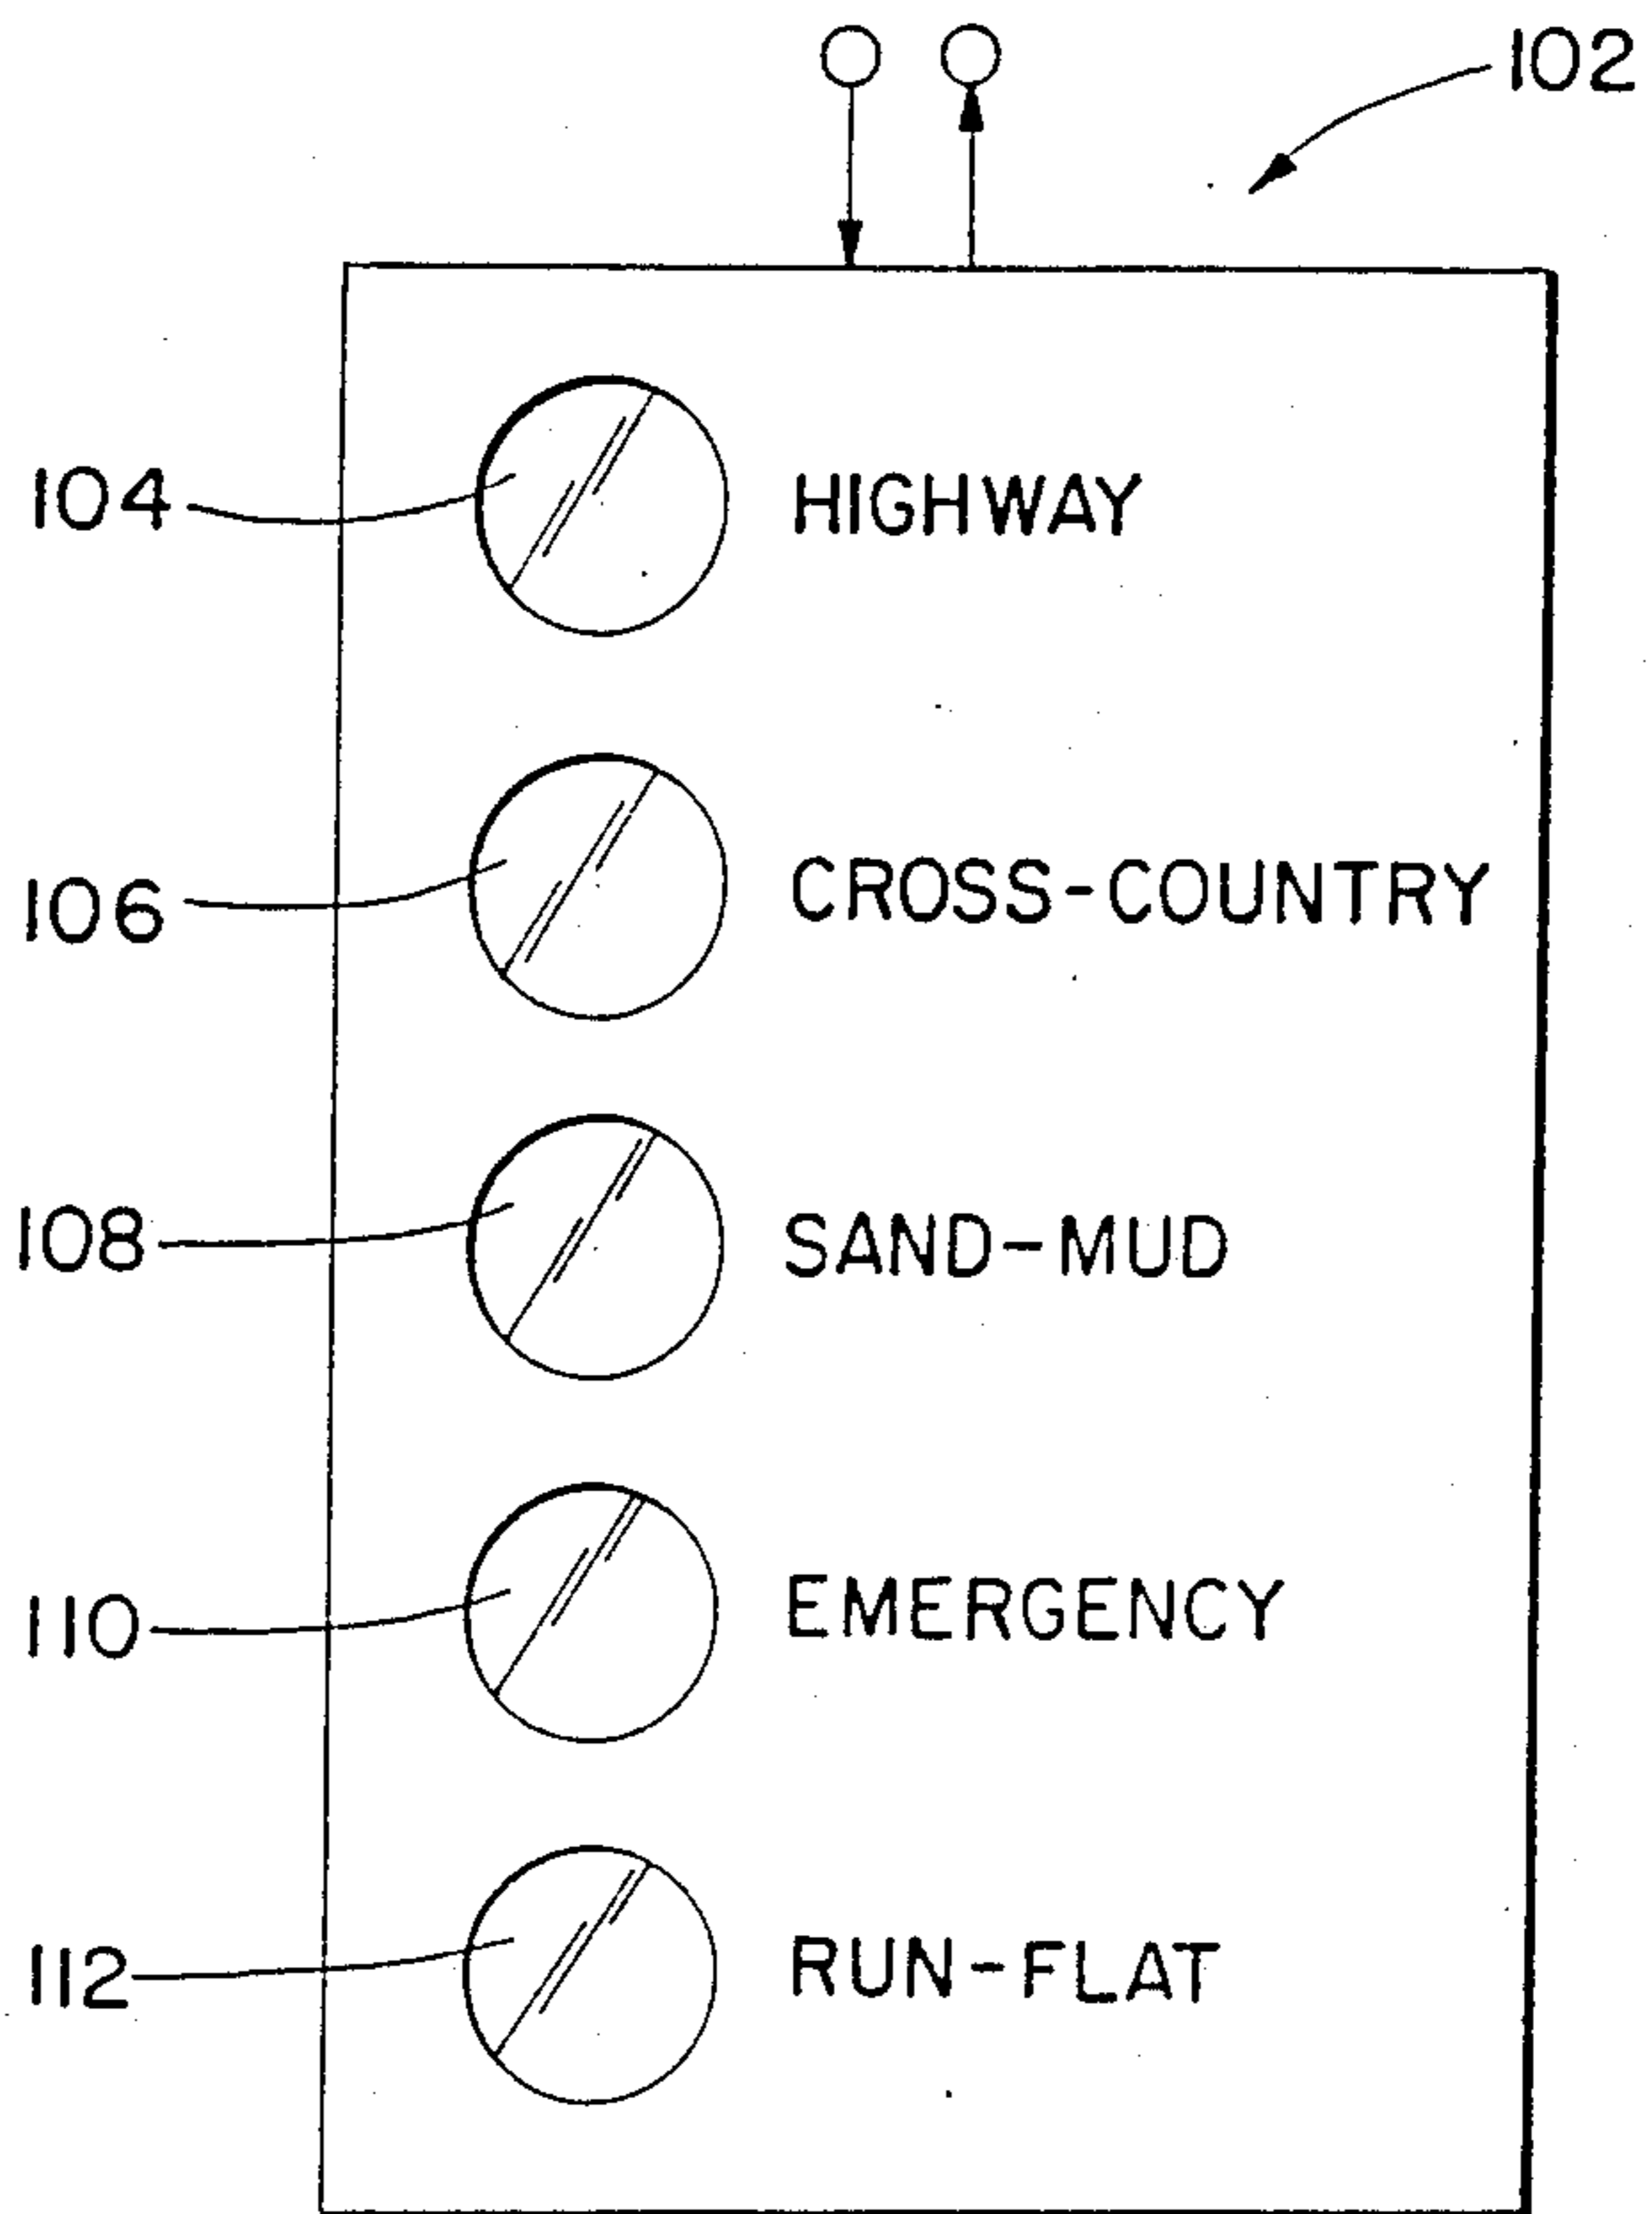 102
104 HIGHWAY
106 CROSS-COUNTRY
108 SAND-MUD
110 EMERGENCY
112 RUN-FLAT